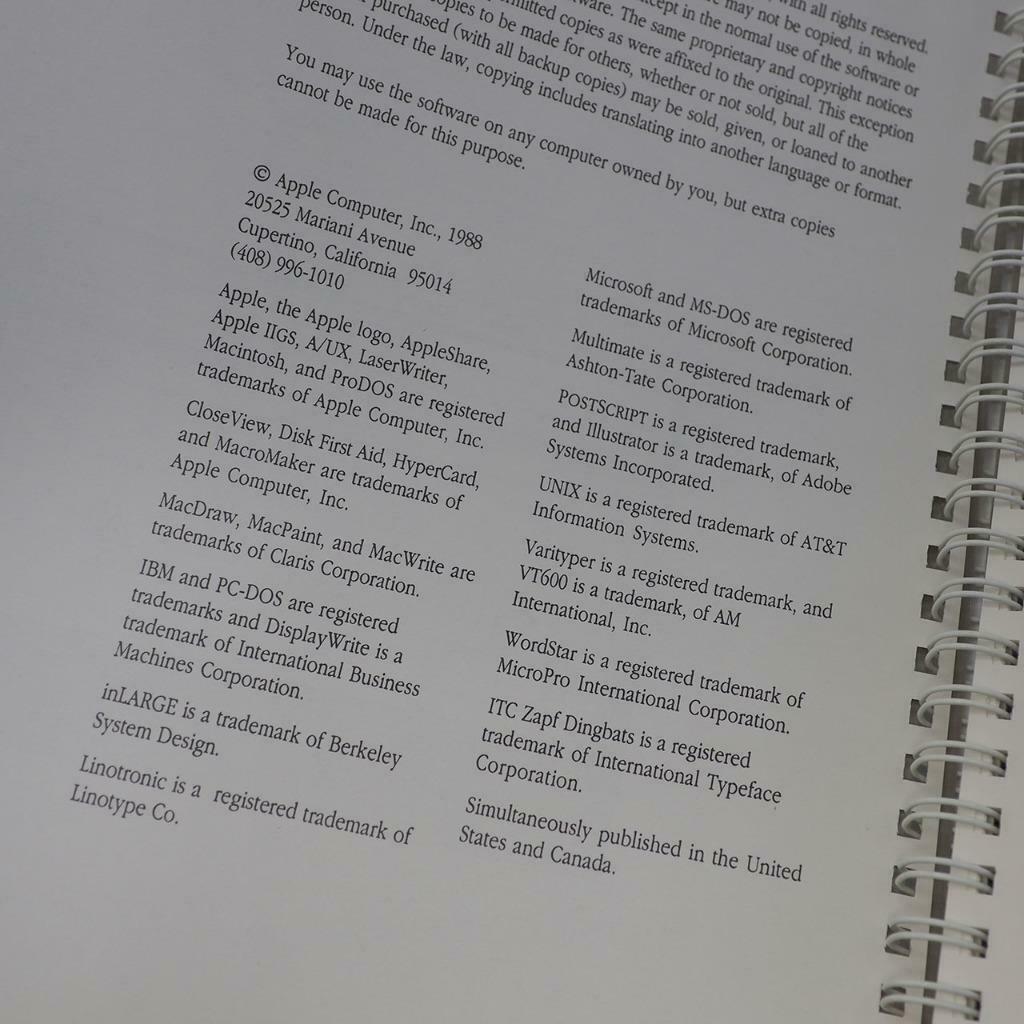 with all rights reserved.
may not be copied, in whole
except in the normal use of the software or
The same proprietary and copyright notices
permitted copies as were affixed to the original. This exception
copies to be made for others, whether or not sold, but all of the
purchased (with all backup copies) may be sold, given, or loaned to another
person. Under the law, copying includes translating into another language or format.
You may use the software on any computer owned by you, but extra copies
cannot be made for this purpose.
© Apple Computer, Inc., 1988
20525 Mariani Avenue
Cupertino, California 95014
(408) 996-1010
Apple, the Apple logo, AppleShare,
Apple IIGS, A/UX, LaserWriter,
Macintosh, and ProDOS are registered
trademarks of Apple Computer, Inc.
CloseView, Disk First Aid, HyperCard,
and MacroMaker are trademarks of
Apple Computer, Inc.
MacDraw, MacPaint, and MacWrite are
trademarks of Claris Corporation.
IBM and PC-DOS are registered
trademarks and DisplayWrite is a
trademark of International Business
Machines Corporation.
inLARGE is a trademark of Berkeley
System Design.
Linotronic is a registered trademark of
Linotype Co.
Microsoft and MS-DOS are registered
trademarks of Microsoft Corporation.
Multimate is a registered trademark of
Ashton-Tate Corporation.
POSTSCRIPT is a registered trademark,
and Illustrator is a trademark, of Adobe
Systems Incorporated.
UNIX is a registered trademark of AT&T
Information Systems.
Varityper is a registered trademark, and
VT600 is a trademark, of AM
International, Inc.
WordStar is a registered trademark of
MicroPro International Corporation.
ITC Zapf Dingbats is a registered
trademark of International Typeface
Corporation.
Simultaneously published in the United
States and Canada.